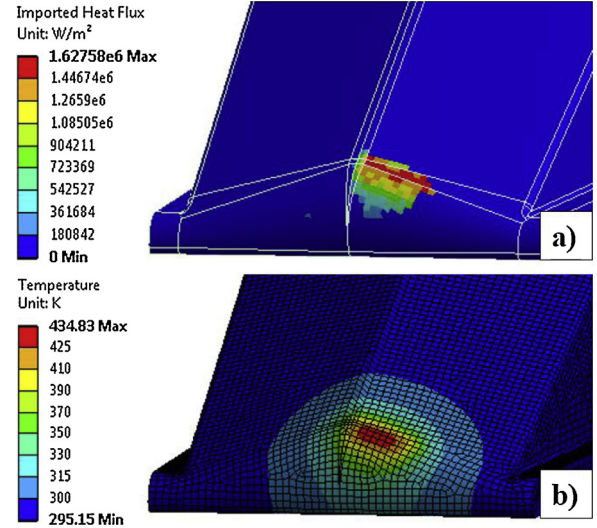 Imported Heat Flux
Unit: W/m²
1.62758e6 Max
1.44674e6
1.2659e6
1.08505e6
904211
723369
542527
361684
180842
0 Min
a)
Temperature
Unit: K
434.83 Max
425
410
390
370
350
330
315
300
295.15 Min
b)